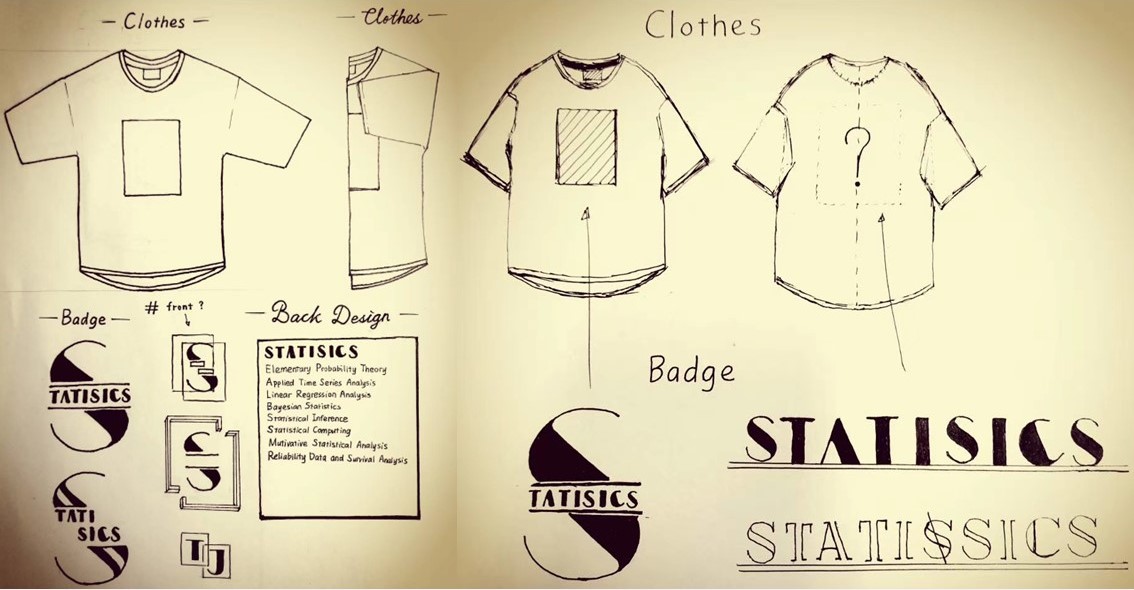 - Clothes -
- Clothes -
- Badge -
# front ?
- Back Design -
TATISICS
TATI
SICS
S
S
TJ
STATISICS
Elementary Probability Theory
Applied Time Series Analysis
Linear Regression Analysis
Bayesian Statistics
Statistical Inference
Statistical Computing
Mutivative Statistical Analysis
Reliability Data and Survival Analysis
Clothes
?
Badge
STATISICS
STATISICS
STATISSICS